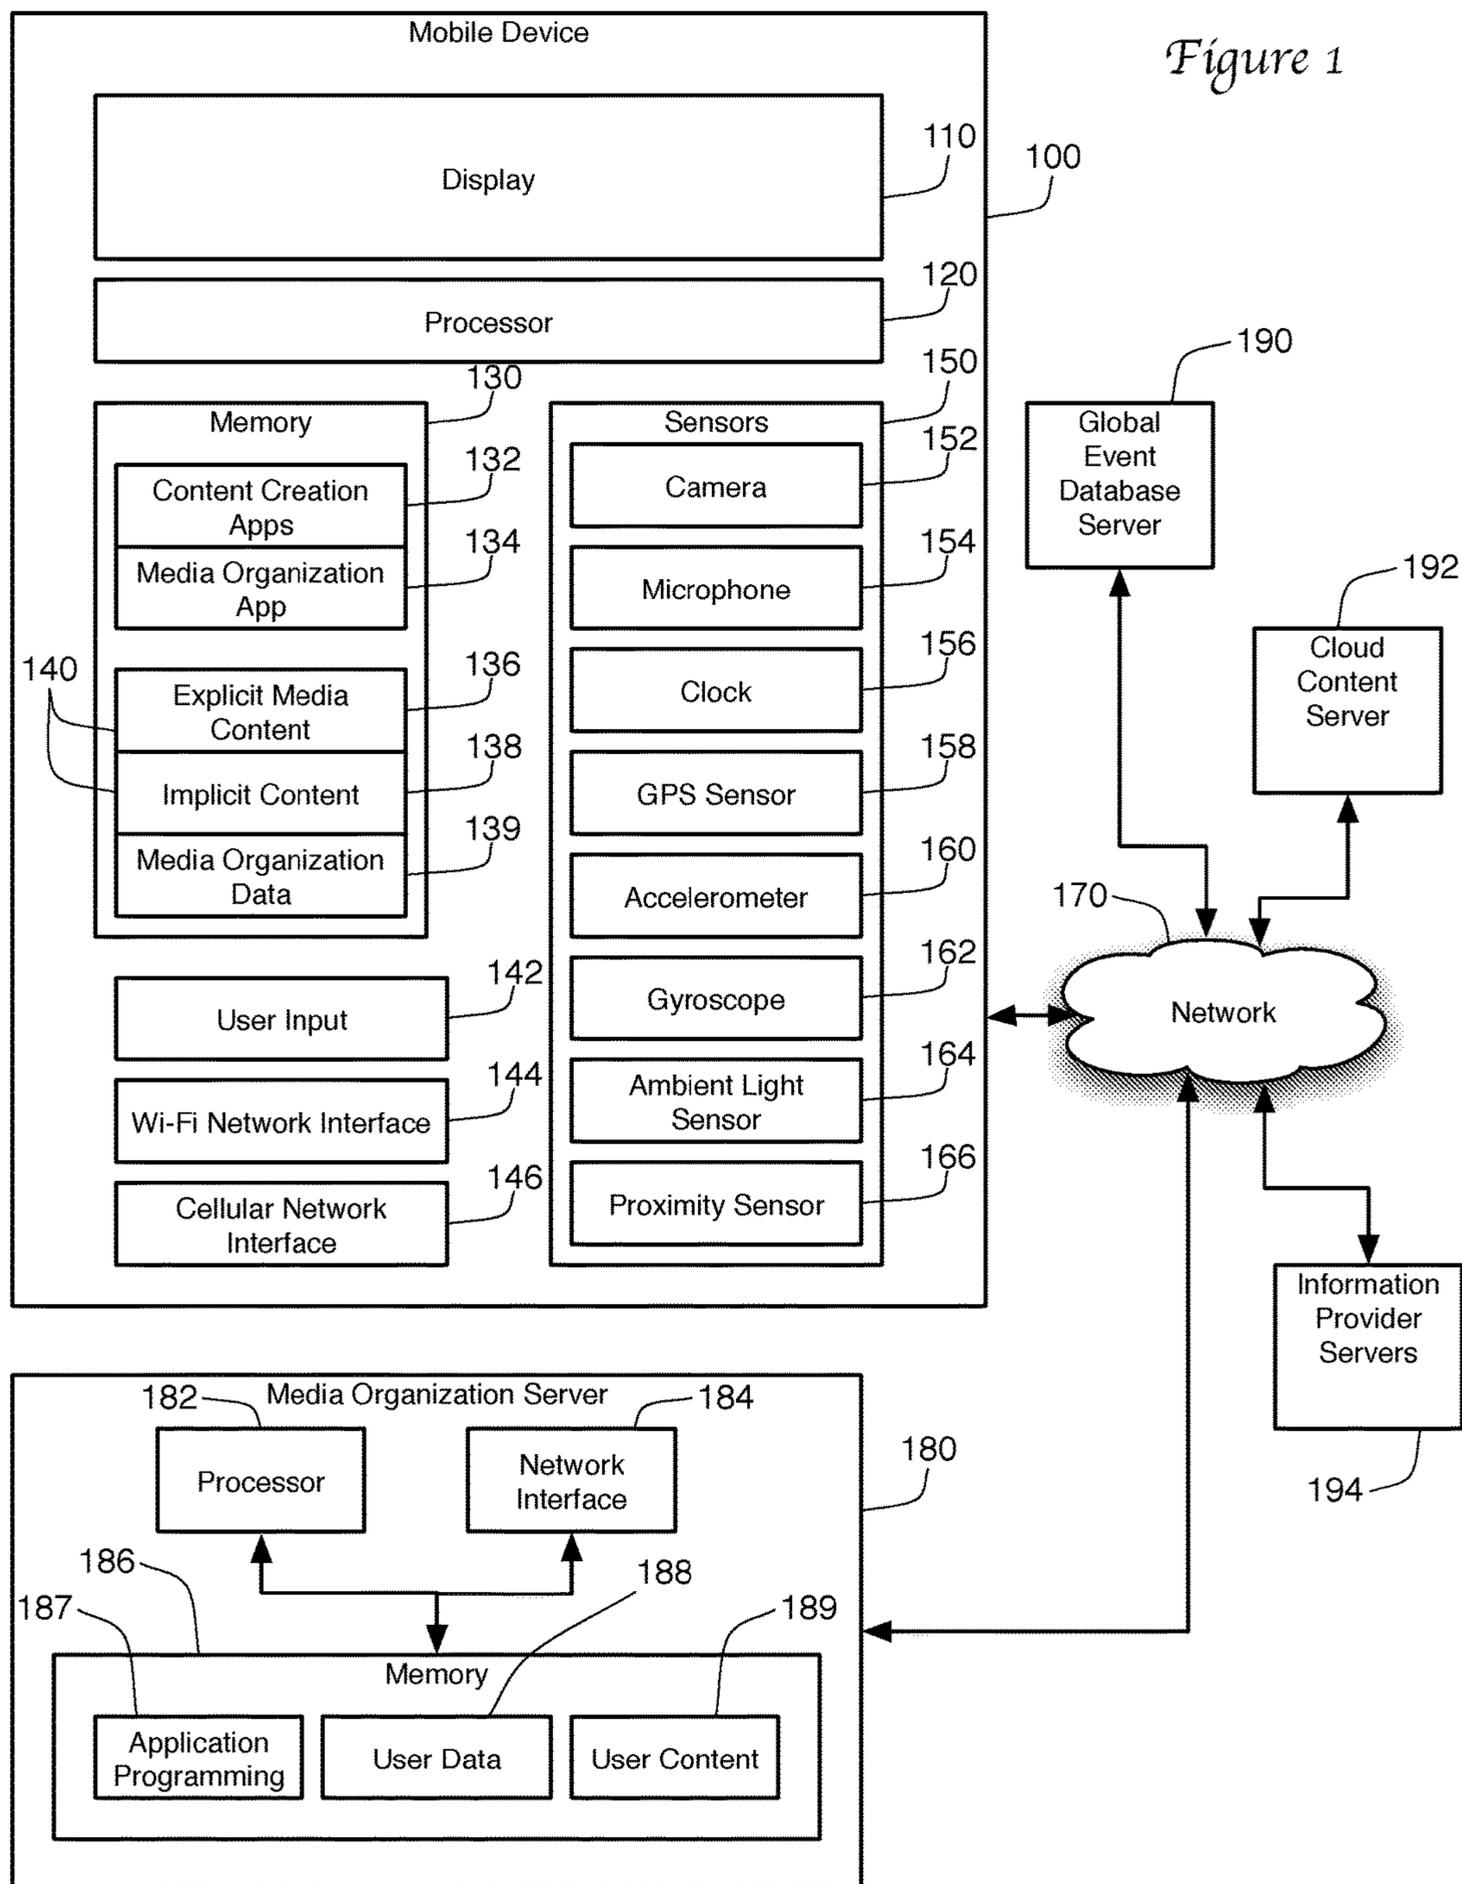 Mobile Device
Figure 1
110
100
Display
120
Processor
150
190
130
Memory
Sensors
152
Global
Event
Database
Server
132
Content Creation
Apps
Camera
134
154
192
Media Organization
App
Microphone
140
136
156
Cloud
Content
Server
Explicit Media
Content
Clock
138
158
Implicit Content
GPS Sensor
139
160
Media Organization
Data
Accelerometer
170
142
162
User Input
Gyroscope
Network
144
164
Wi-Fi Network Interface
Ambient Light
Sensor
146
166
Cellular Network
Interface
Proximity Sensor
Information
Provider
Servers
194
Media Organization Server
182
184
180
Processor
Network
Interface
186
188
187
189
Memory
Application
Programming
User Data
User Content